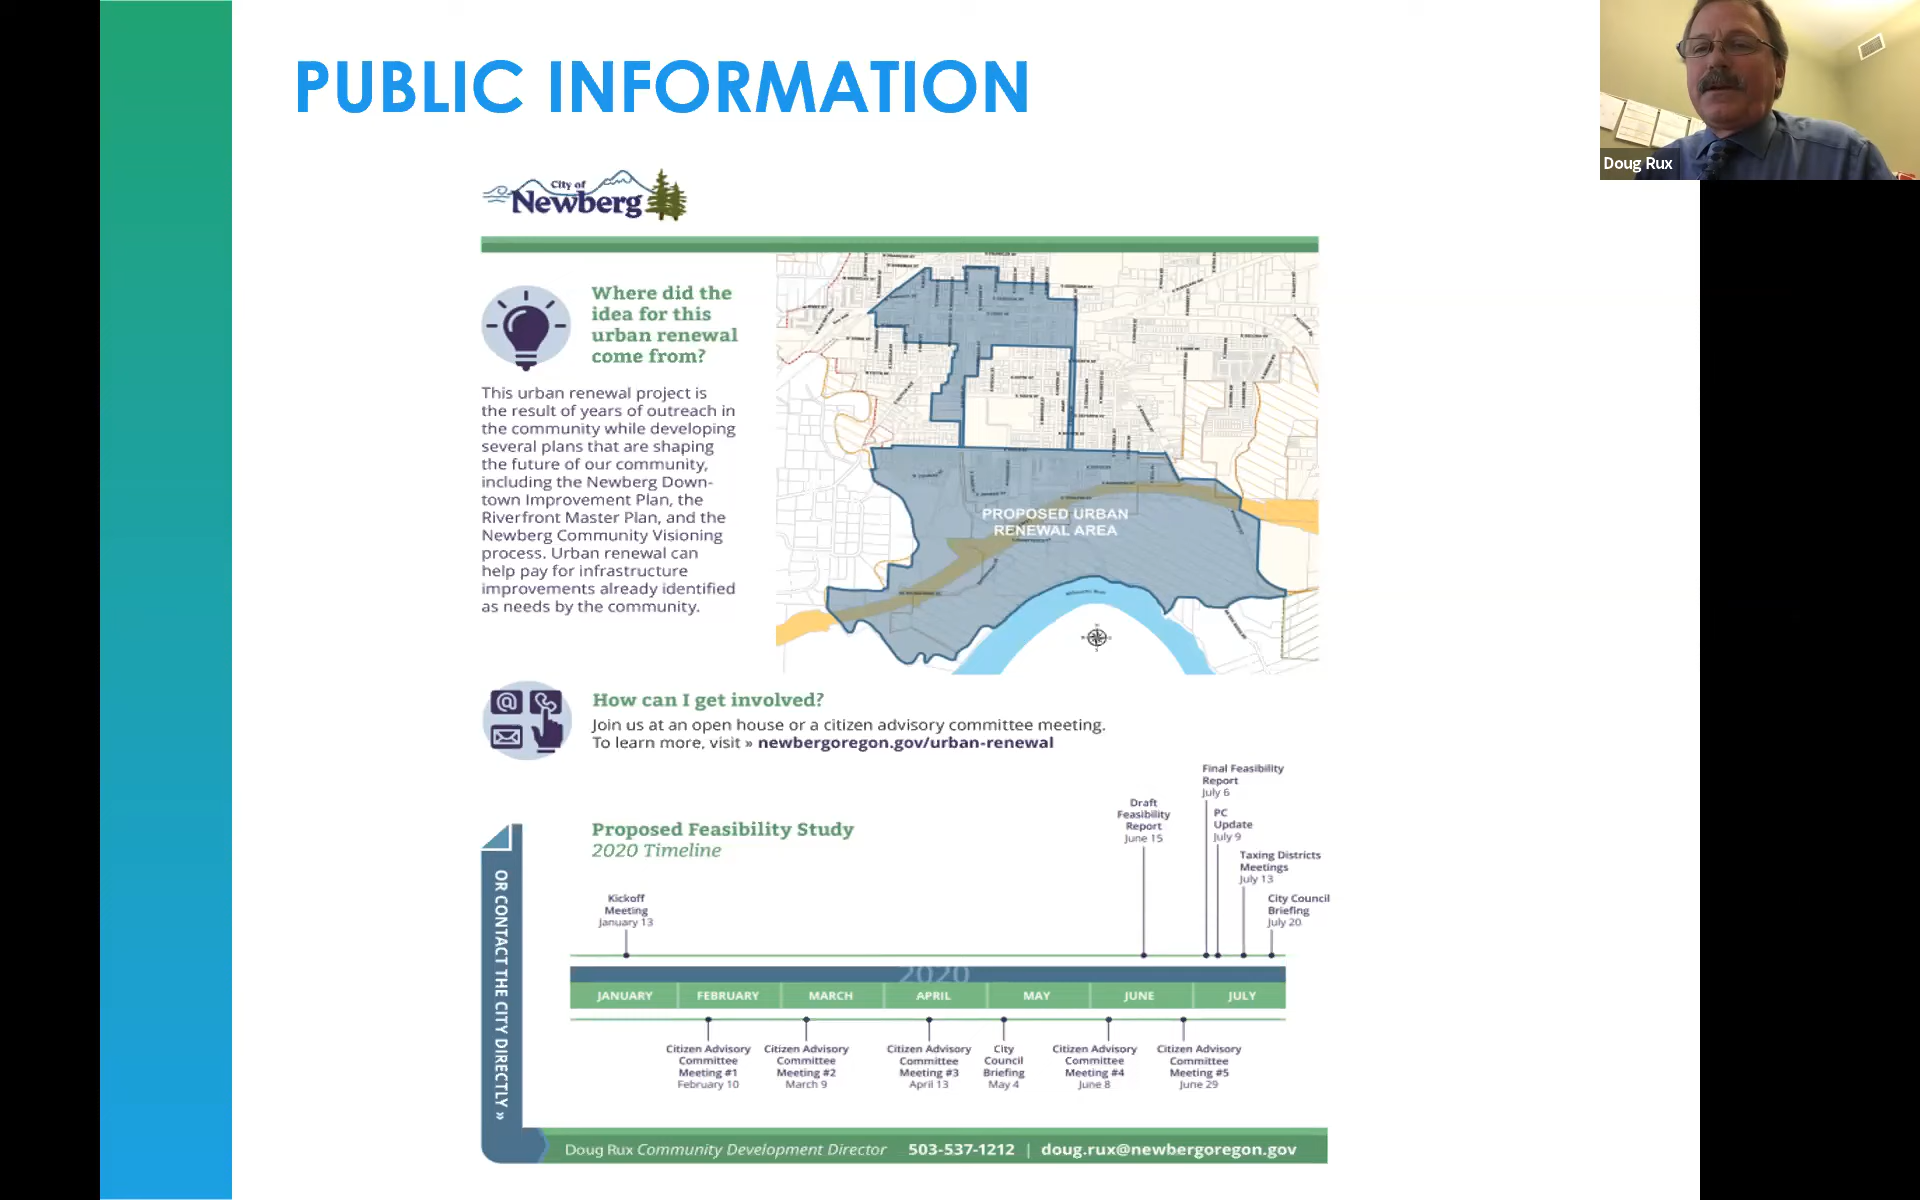 PUBLIC INFORMATION
Doug Rux
City of
Newberg
Where did the
idea for this
urban renewal
come from?
This urban renewal project is
the result of years of outreach in
the community while developing
several plans that are shaping
the future of our community,
including the Newberg Down-
town Improvement Plan, the
Riverfront Master Plan, and the
Newberg Community Visioning
process. Urban renewal can
help pay for infrastructure
improvements already identified
as needs by the community.
PROPOSED URBAN
RENEWAL AREA
How can I get involved?
Join us at an open house or a citizen advisory committee meeting.
To learn more, visit » newbergoregon.gov/urban-renewal
Proposed Feasibility Study
2020 Timeline
Kickoff
Meeting
January 13
Draft
Feasibility
Report
June 15
Final Feasibility
Report
July 6
PC
Update
July 9
Taxing Districts
Meetings
July 13
City Council
Briefing
July 20
2020
JANUARY
FEBRUARY
MARCH
APRIL
MAY
JUNE
JULY
Citizen Advisory
Committee
Meeting #1
February 10
Citizen Advisory
Committee
Meeting #2
March 9
Citizen Advisory
Committee
Meeting #3
April 13
City
Council
Briefing
May 4
Citizen Advisory
Committee
Meeting #4
June 8
Citizen Advisory
Committee
Meeting #5
June 29
OR CONTACT THE CITY DIRECTLY »
Doug Rux Community Development Director 503-537-1212 | doug.rux@newbergoregon.gov